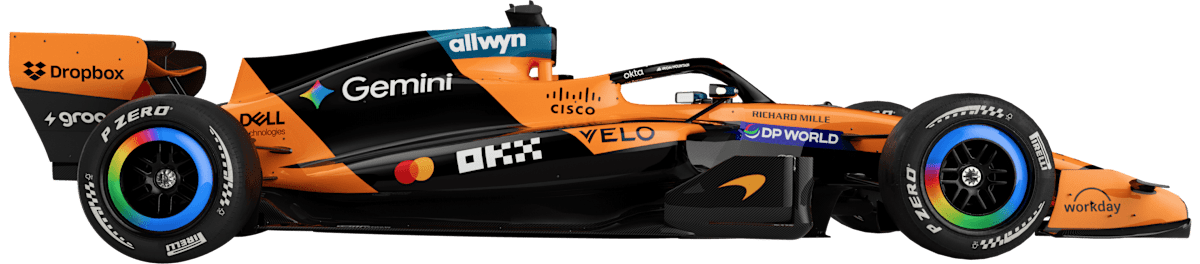 allwyn
Dropbox
Gemini
okta
CISCO
RICHARD MILLE
groq
DELL
Technologies
VELO
DP WORLD
OKX
P ZERO
PIRELLI
P ZERO
PIRELLI
workday